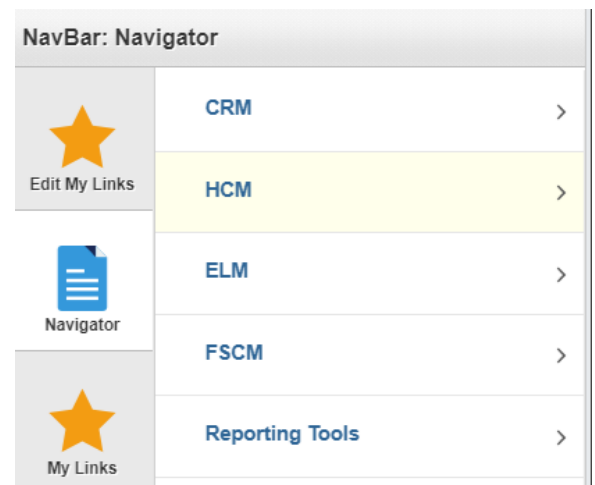 NavBar: Navigator
Edit My Links
Navigator
My Links
CRM
HCM
ELM
FSCM
Reporting Tools